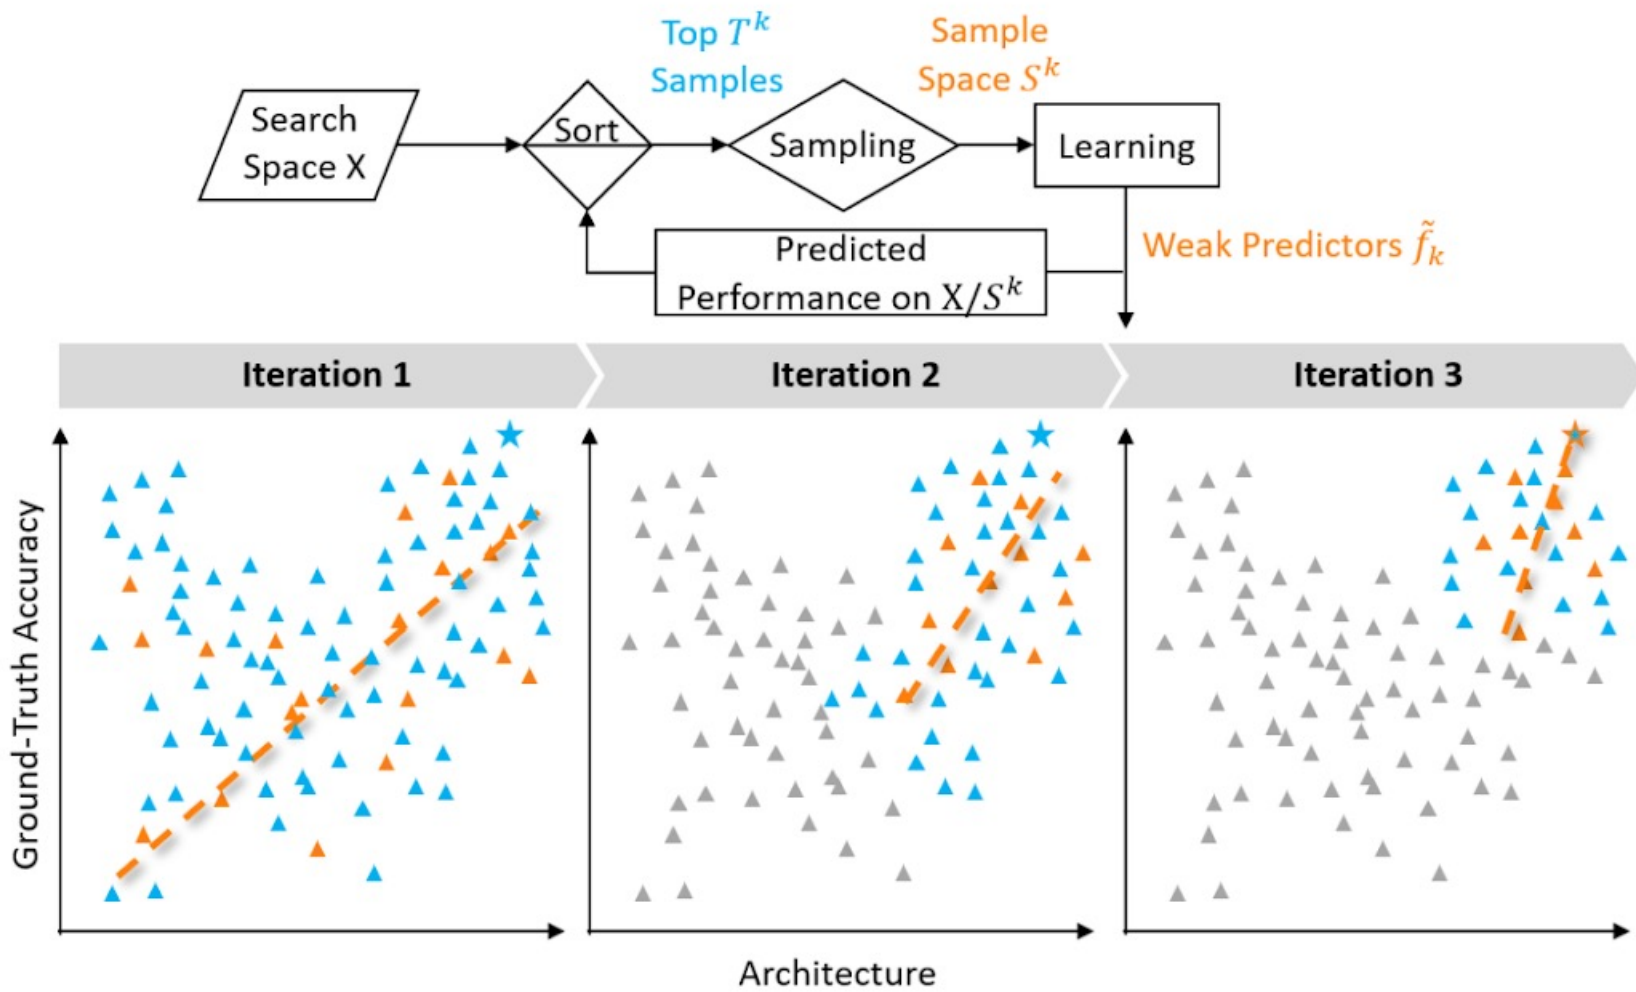 Top T^k
Samples
Sample
Space S^k
Search
Space X
Sort
Sampling
Learning
Predicted
Performance on X/S^k
Weak Predictors f̃_k
Iteration 1
Iteration 2
Iteration 3
Ground-Truth Accuracy
Architecture